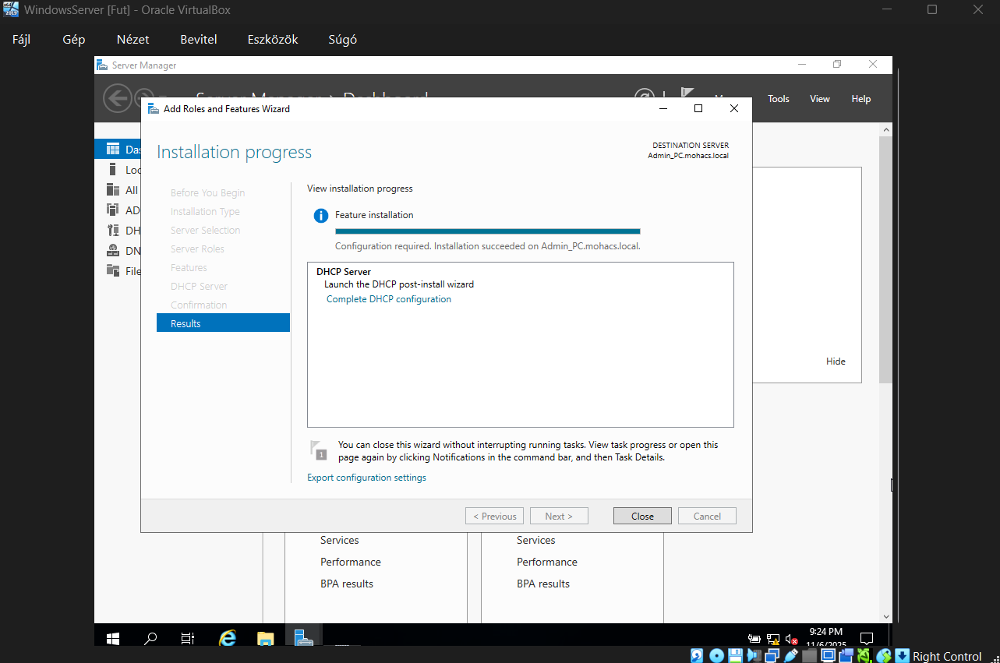 WindowsServer [Fut] - Oracle VirtualBox
Fájl Gép Nézet Bevitel Eszközök Súgó
Server Manager
Tools View Help
Add Roles and Features Wizard
Installation progress
DESTINATION SERVER
Admin_PC.mohacs.local
Before You Begin
Installation Type
Server Selection
Server Roles
Features
DHCP Server
Confirmation
Results
View installation progress
Feature installation
Configuration required. Installation succeeded on Admin_PC.mohacs.local.
DHCP Server
Launch the DHCP post-install wizard
Complete DHCP configuration
1
You can close this wizard without interrupting running tasks. View task progress or open this
page again by clicking Notifications in the command bar, and then Task Details.
Export configuration settings
< Previous Next > Close Cancel
Das
Loc
All
AD
DH
DN
File
Hide
Services Services
Performance Performance
BPA results BPA results
9:24 PM
11/6/2025
Right Control